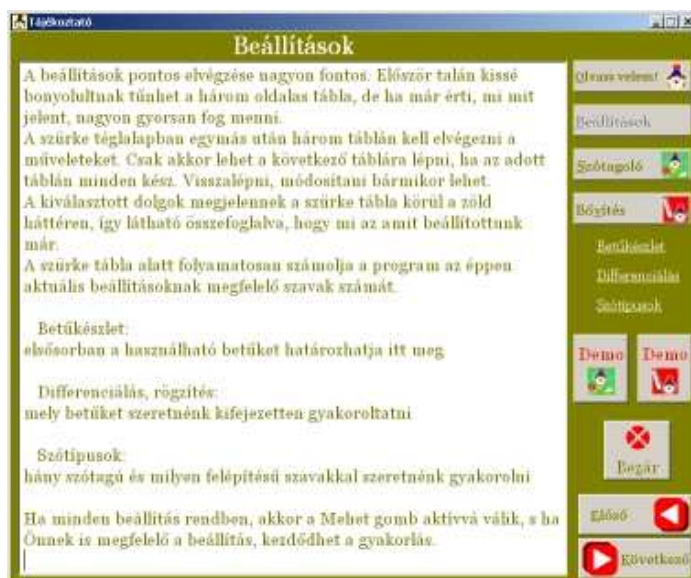 Tájékoztató
Beállítások
A beállítások pontos elvégzése nagyon fontos. Először talán kissé
bonyolultnak tűnhet a három oldalas tábla, de ha már érti, mi mit
jelent, nagyon gyorsan fog menni.
A szürke téglalapban egymás után három táblán kell elvégezni a
műveleteket. Csak akkor lehet a következő táblára lépni, ha az adott
táblán minden kész. Visszalépni, módosítani bármikor lehet.
A kiválasztott dolgok megjelennek a szürke tábla körül a zöld
háttéren, így látható összefoglalva, hogy mi az amit beállítottunk
már.
A szürke tábla alatt folyamatosan számolja a program az éppen
aktuális beállításoknak megfelelő szavak számát.
Betűkészlet:
elsősorban a használható betűket határozhatja itt meg
Differenciálás, rögzítés:
mely betűket szeretnénk kifejezetten gyakoroltatni
Szótípusok:
hány szótagú és milyen felépítésű szavakkal szeretnénk gyakorolni
Ha minden beállítás rendben, akkor a Mehet gomb aktívvá válik, s ha
Önnek is megfelelő a beállítás, kezdődhet a gyakorlás.
Olvass velem!
Beállítások
Szótagoló
Bővítés
Betűkészlet
Differenciálás
Szótípusok
Demo
Demo
Bezár
Előző
Következő